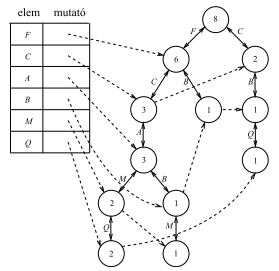 elem mutató
F
C
A
B
M
Q
8
F C
6 2
C B B
3 1 1
A Q
3 1
M B
2 1
Q M
2 1